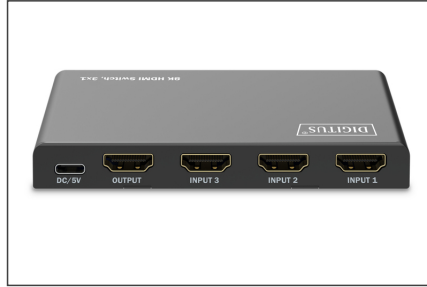 8K HDMI Switch, 3x1
DIGITUS®
DC/5V OUTPUT INPUT 3 INPUT 2 INPUT 1